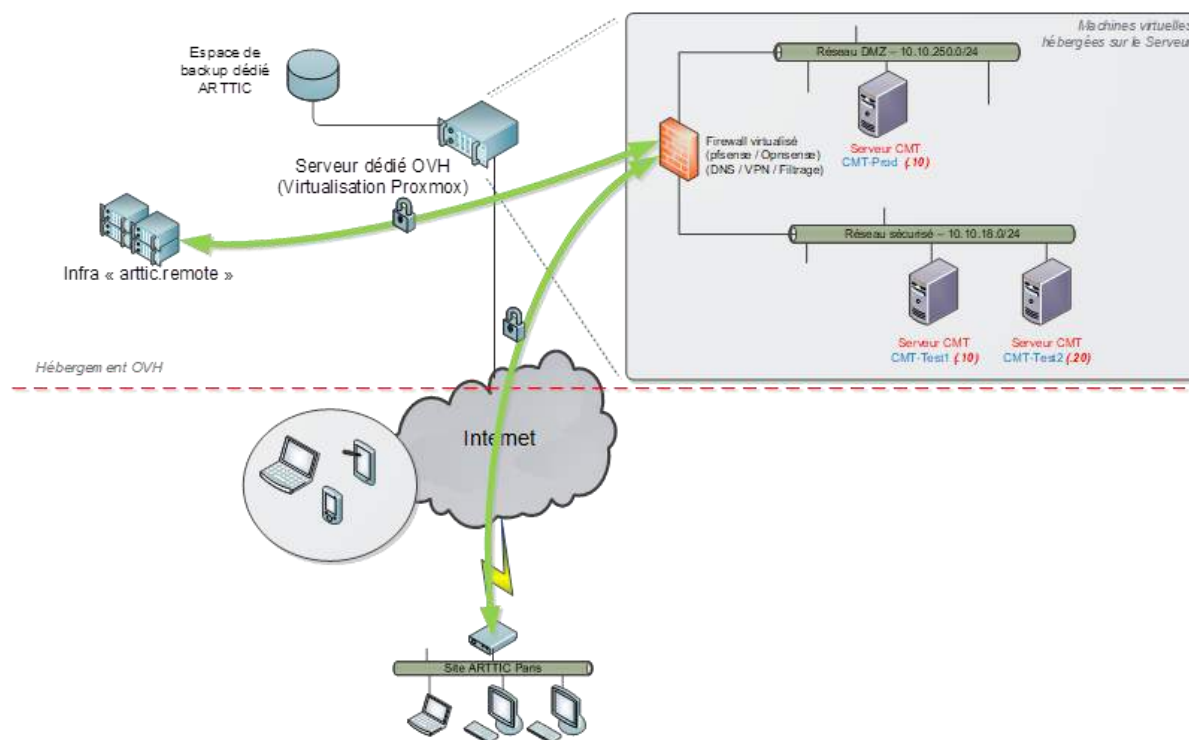 Espace de
backup dédié
ARTTIC
Serveur dédié OVH
(Virtualisation Proxmox)
Infra « arttic.remote »
Hébergement OVH
Machines virtuelles
hébergées sur le Serveur
Réseau DMZ – 10.10.250.0/24
Serveur CMT
CMT-Prod (.10)
Firewall virtualisé
(pfsense / Opnsense)
(DNS / VPN / Filtrage)
Réseau sécurisé – 10.10.18.0/24
Serveur CMT
CMT-Test1 (.10)
Serveur CMT
CMT-Test2 (.20)
Internet
Site ARTTIC Paris